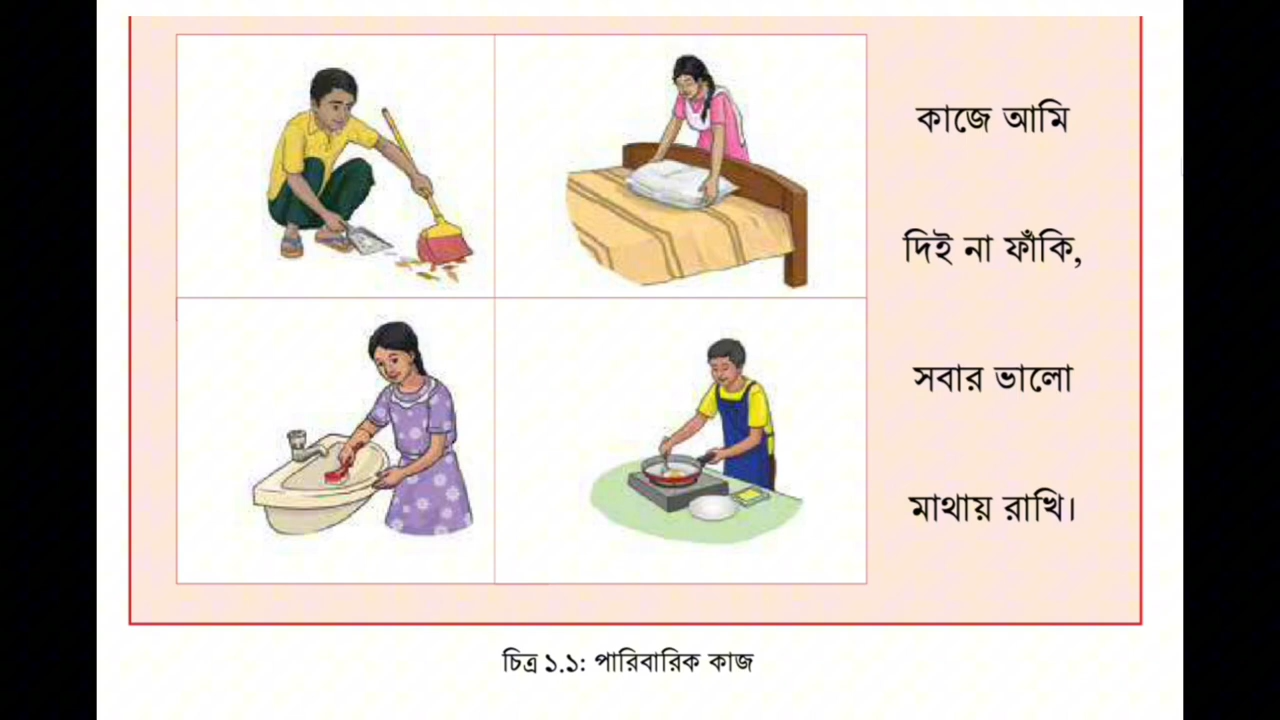 কাজে আমি
দিই না ফাঁকি,
সবার ভালো
মাথায় রাখি।
চিত্র ১.১: পারিবারিক কাজ